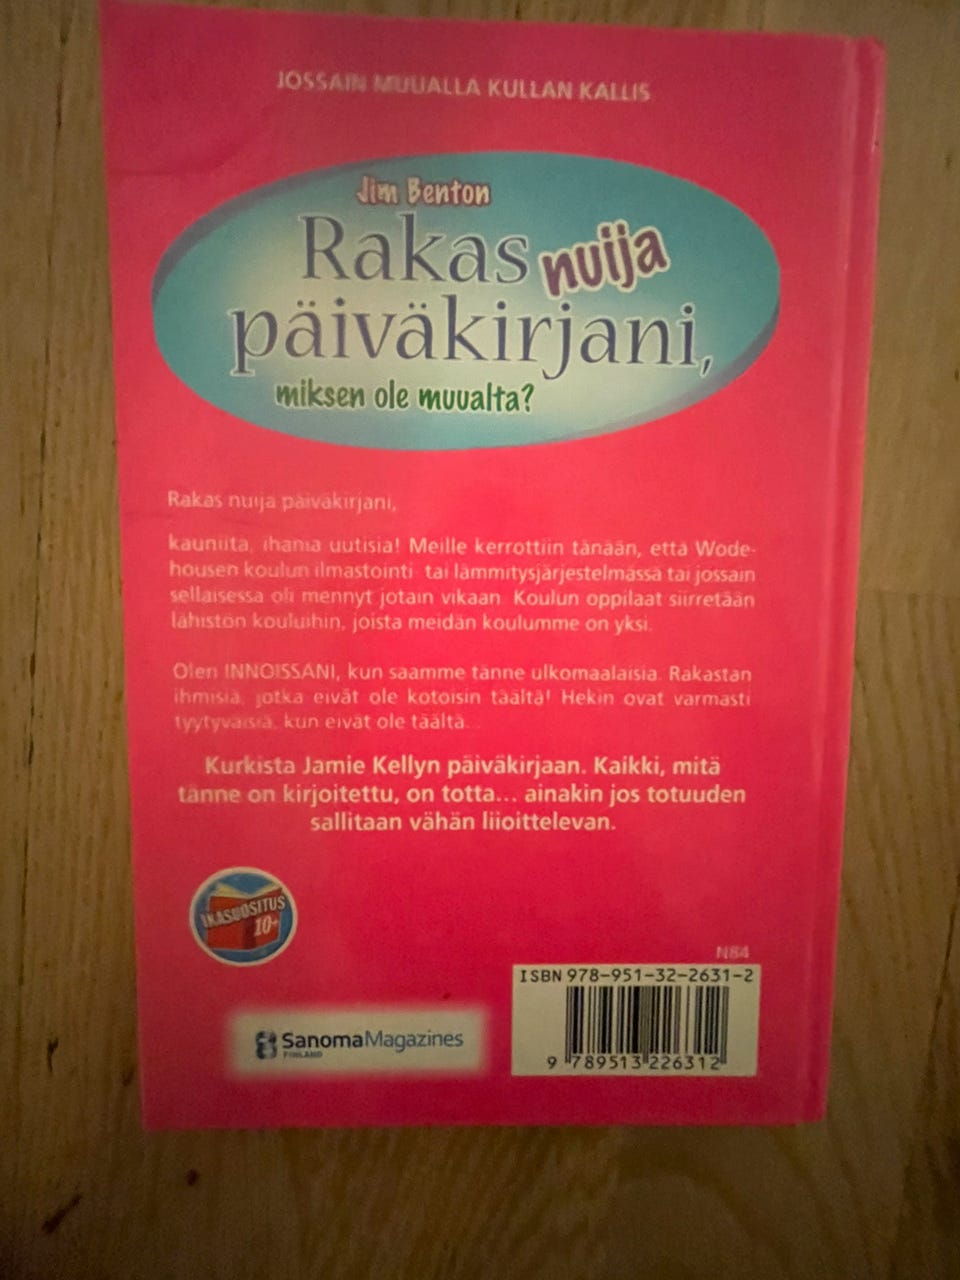 JOSSAIN MUUALLA KULLAN KALLIS
Jim Benton
Rakas nuija
päiväkirjani,
miksen ole muualta?
Rakas nuija päiväkirjani,
kauniita, ihania uutisia! Meille kerrottiin tänään, että Wode-
housen koulun ilmastointi- tai lämmitysjärjestelmässä tai jossain
sellaisessa oli mennyt jotain vikaan. Koulun oppilaat siirretään
lähistön kouluihin, joista meidän koulumme on yksi.
Olen INNOISSANI, kun saamme tänne ulkomaalaisia. Rakastan
ihmisiä, jotka eivät ole kotoisin täältä! Hekin ovat varmasti
tyytyväisiä, kun eivät ole täältä...
Kurkista Jamie Kellyn päiväkirjaan. Kaikki, mitä
tänne on kirjoitettu, on totta... ainakin jos totuuden
sallitaan vähän liioittelevan.
IKÄSUOSITUS
10+
N84
ISBN 978-951-32-2631-2
9 789513 226312
SanomaMagazines
FINLAND